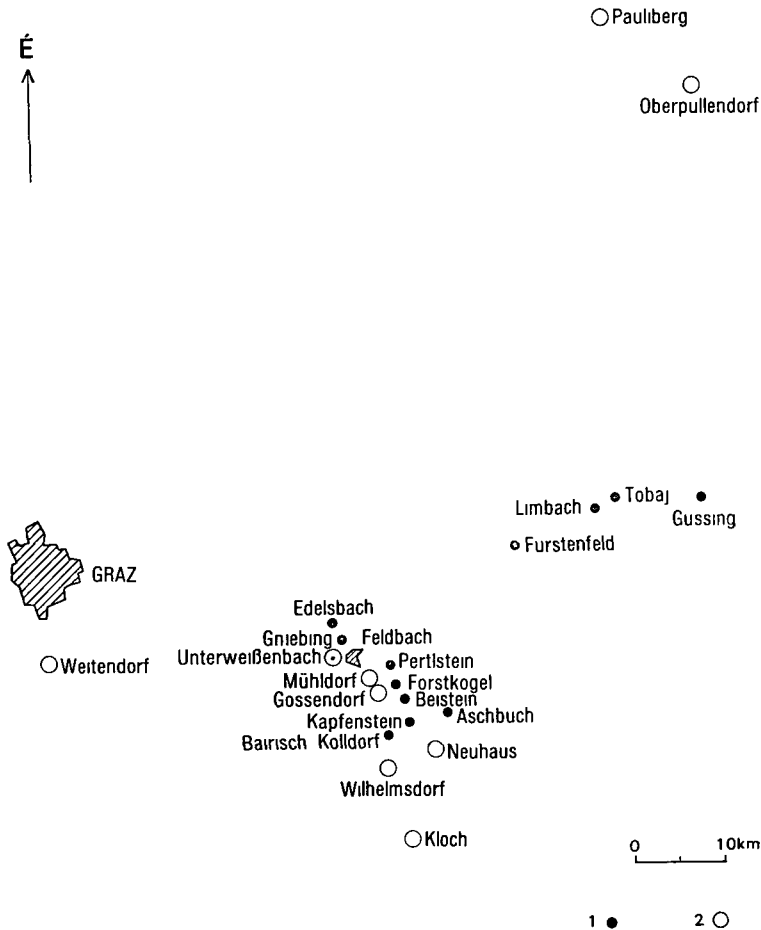 Pauliberg
É
Oberpullendorf
Limbach
Tobaj
Gussing
Furstenfeld
GRAZ
Edelsbach
Gniebing
Feldbach
Unterweißenbach
Weitendorf
Pertlstein
Mühldorf
Forstkogel
Gossendorf
Beistein
Aschbuch
Kapfenstein
Bairisch Kolldorf
Neuhaus
Wilhelmsdorf
Kloch
0 10km
1
2